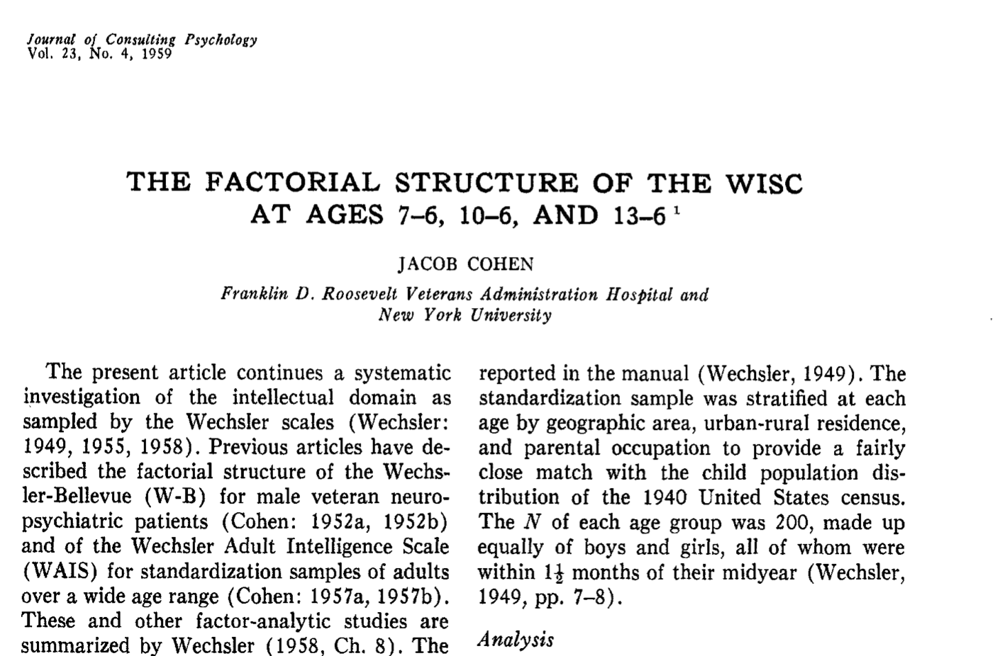 Journal of Consulting Psychology
Vol. 23, No. 4, 1959
THE FACTORIAL STRUCTURE OF THE WISC
AT AGES 7–6, 10–6, AND 13–6 ¹
JACOB COHEN
Franklin D. Roosevelt Veterans Administration Hospital and
New York University
The present article continues a systematic
investigation of the intellectual domain as
sampled by the Wechsler scales (Wechsler:
1949, 1955, 1958). Previous articles have de-
scribed the factorial structure of the Wechs-
ler-Bellevue (W-B) for male veteran neuro-
psychiatric patients (Cohen: 1952a, 1952b)
and of the Wechsler Adult Intelligence Scale
(WAIS) for standardization samples of adults
over a wide age range (Cohen: 1957a, 1957b).
These and other factor-analytic studies are
summarized by Wechsler (1958, Ch. 8). The
reported in the manual (Wechsler, 1949). The
standardization sample was stratified at each
age by geographic area, urban-rural residence,
and parental occupation to provide a fairly
close match with the child population dis-
tribution of the 1940 United States census.
The N of each age group was 200, made up
equally of boys and girls, all of whom were
within 1½ months of their midyear (Wechsler,
1949, pp. 7–8).
Analysis